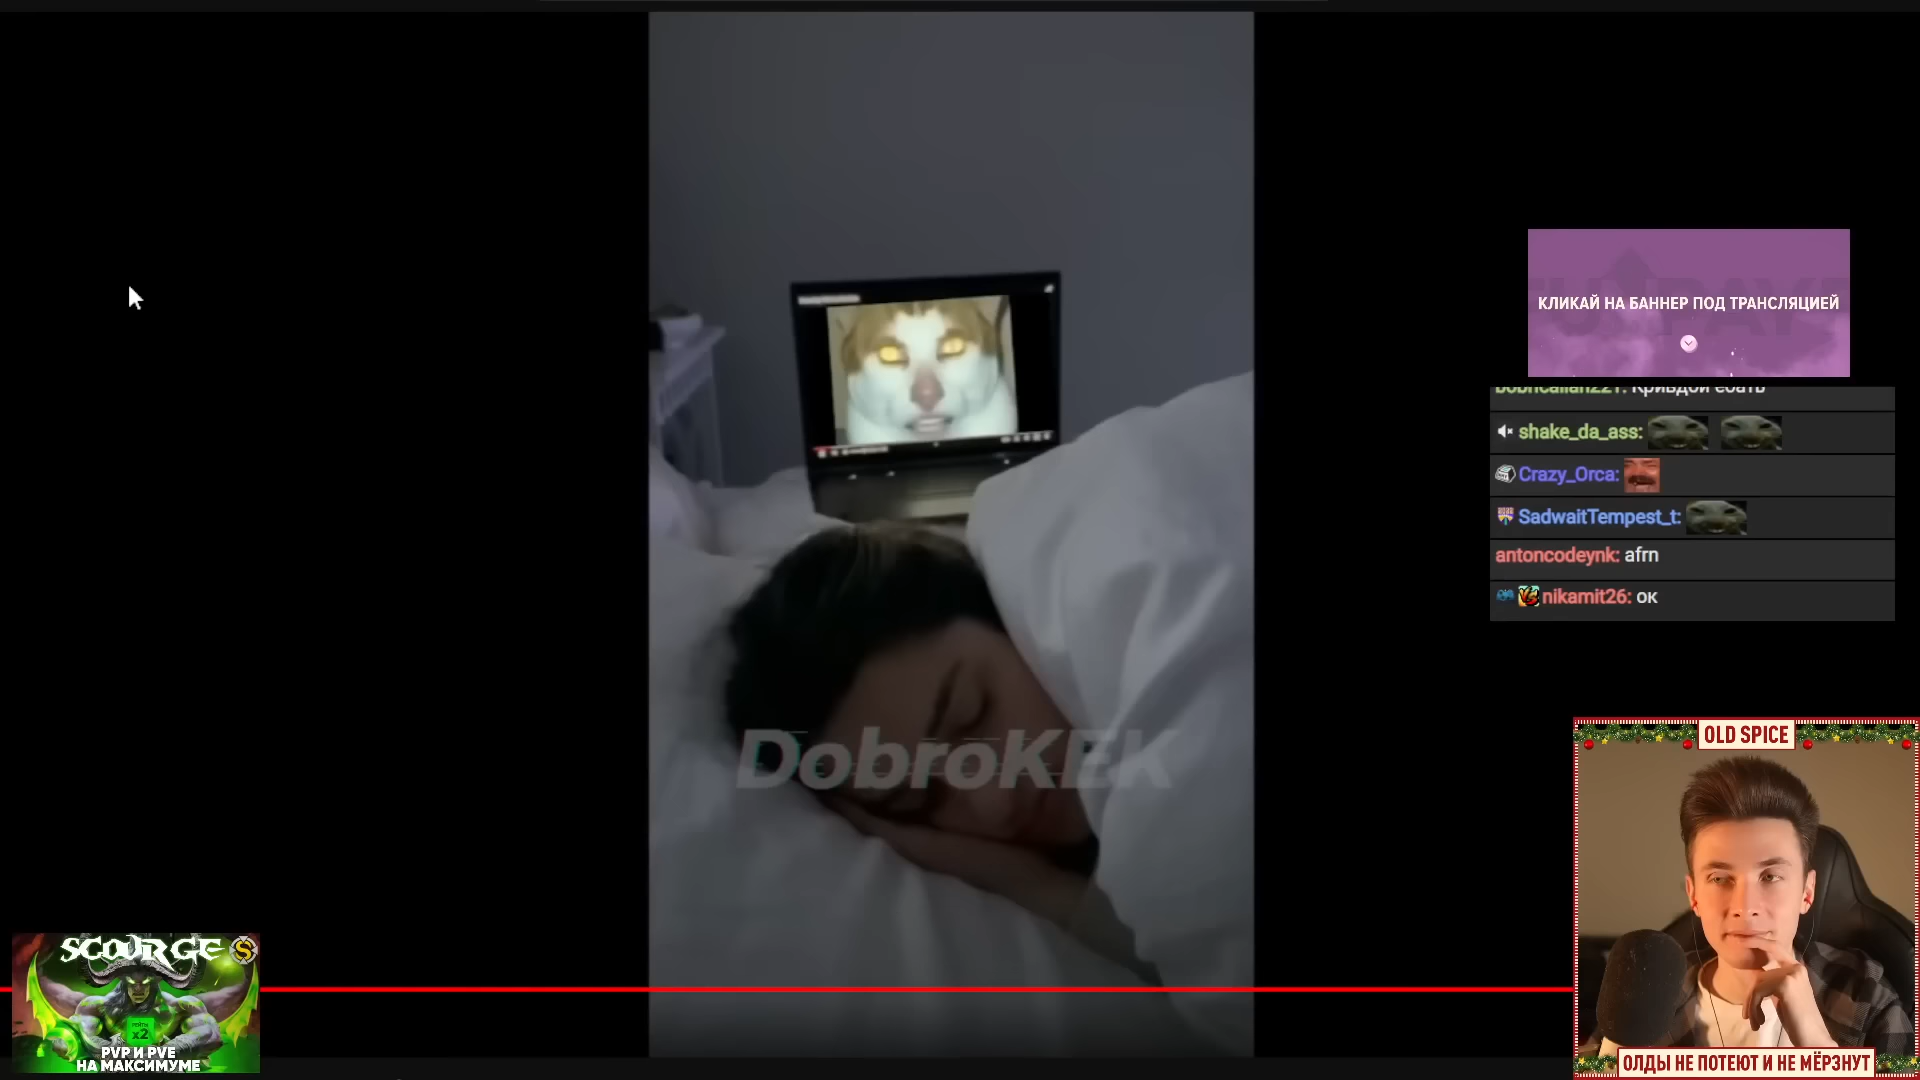 КЛИКАЙ НА БАННЕР ПОД ТРАНСЛЯЦИЕЙ
shake_da_ass:
Crazy_Orca:
SadwaitTempest_t:
antoncodeynk: afrn
nikamit26: ок
DobroKEK
OLD SPICE
ОЛДЫ НЕ ПОТЕЮТ И НЕ МЁРЗНУТ
SCOURGE
S
x2
PVP И PVE
НА МАКСИМУМЕ